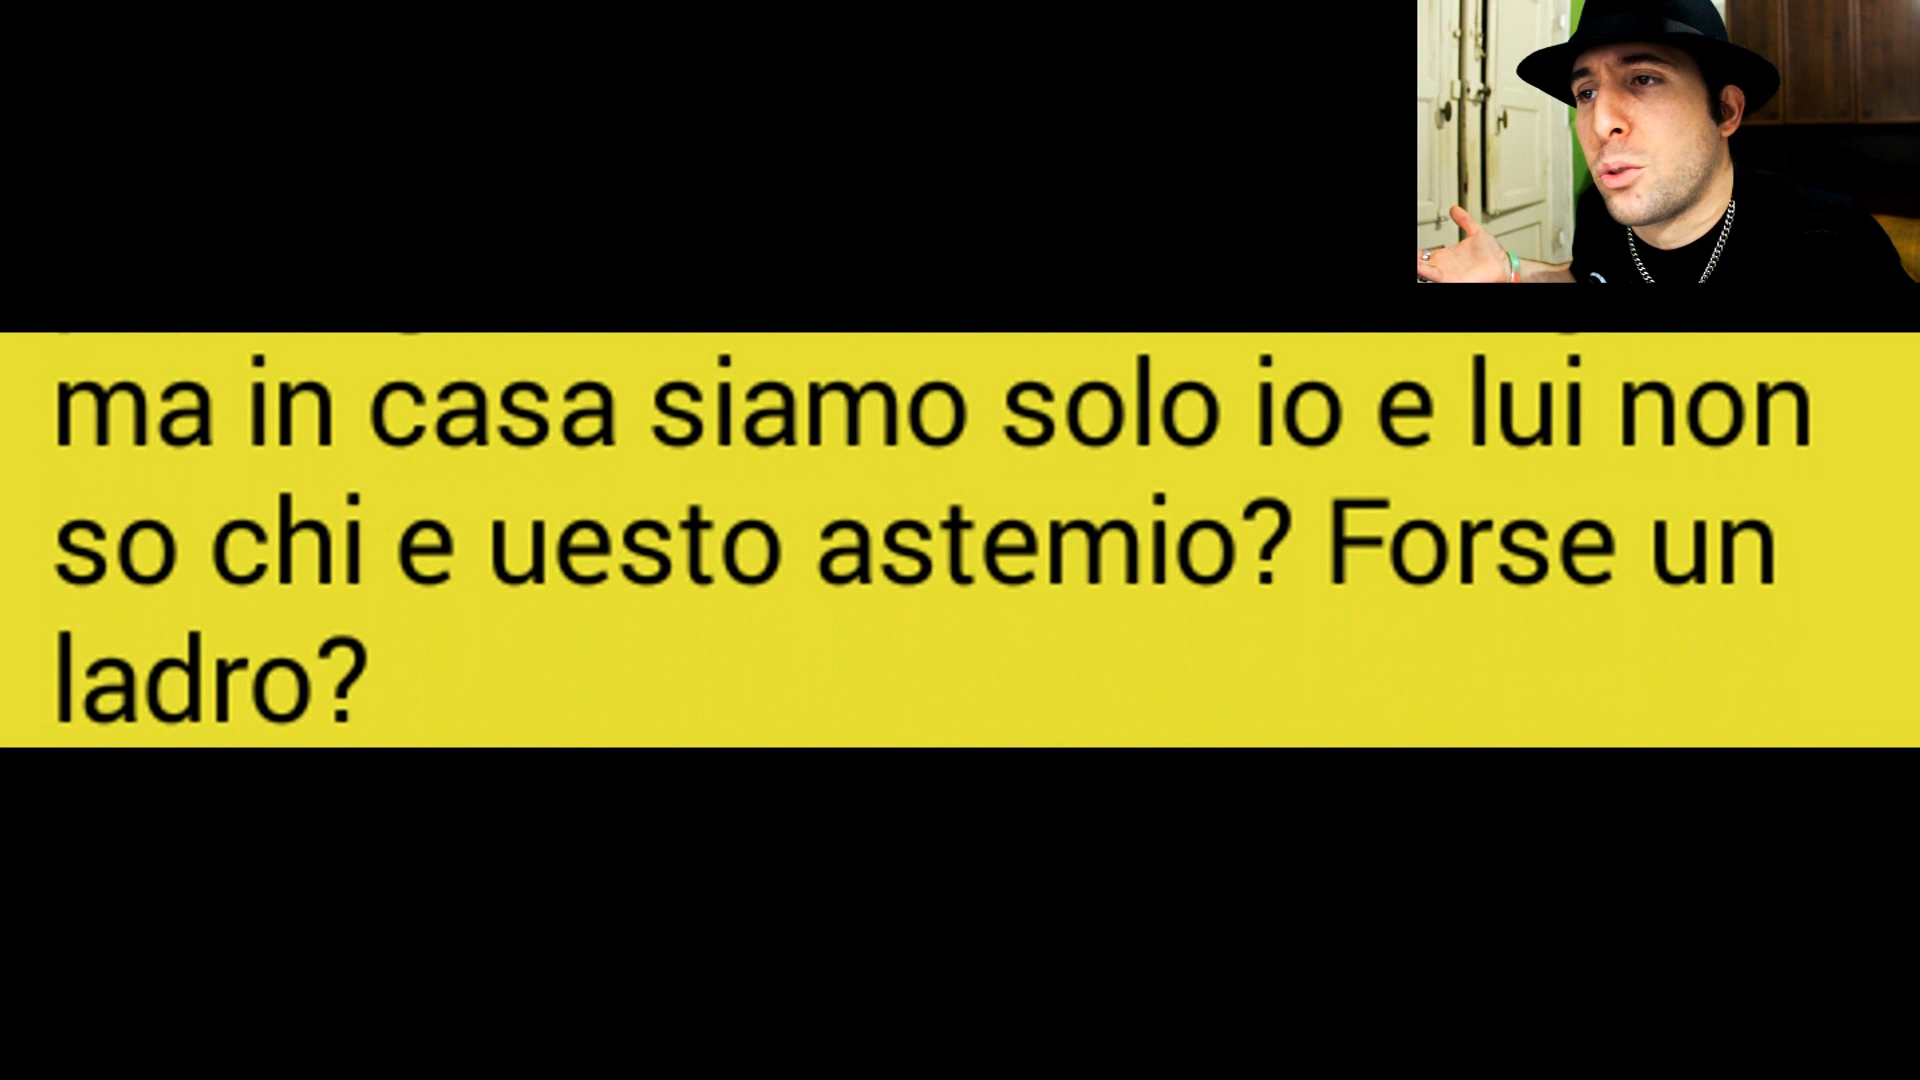 ma in casa siamo solo io e lui non
so chi e uesto astemio? Forse un
ladro?